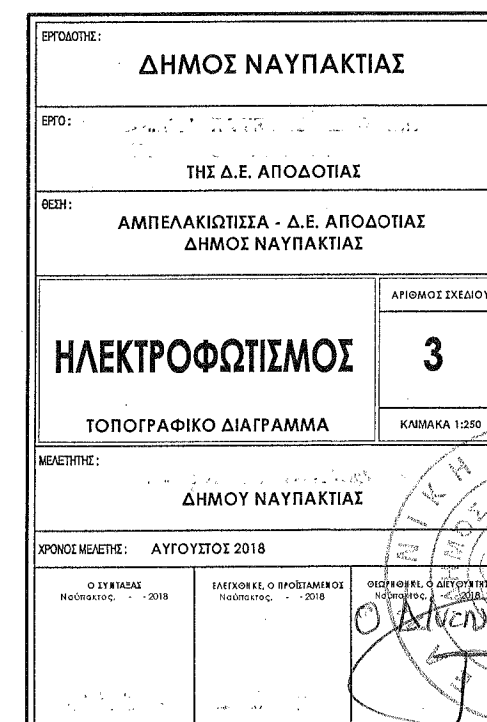 ΕΡΓΟΔΟΤΗΣ :
ΔΗΜΟΣ ΝΑΥΠΑΚΤΙΑΣ
ΕΡΓΟ :
ΤΗΣ Δ.Ε. ΑΠΟΔΟΤΙΑΣ
ΘΕΣΗ :
ΑΜΠΕΛΑΚΙΩΤΙΣΣΑ - Δ.Ε. ΑΠΟΔΟΤΙΑΣ
ΔΗΜΟΣ ΝΑΥΠΑΚΤΙΑΣ
ΗΛΕΚΤΡΟΦΩΤΙΣΜΟΣ
ΤΟΠΟΓΡΑΦΙΚΟ ΔΙΑΓΡΑΜΜΑ
ΑΡΙΘΜΟΣ ΣΧΕΔΙΟΥ
3
ΚΛΙΜΑΚΑ 1:250
ΜΕΛΕΤΗΤΗΣ :
ΔΗΜΟΥ ΝΑΥΠΑΚΤΙΑΣ
ΧΡΟΝΟΣ ΜΕΛΕΤΗΣ : ΑΥΓΟΥΣΤΟΣ 2018
Ο ΣΥΝΤΑΞΑΣ
Ναύπακτος, - - 2018
ΕΛΕΓΧΘΗΚΕ, Ο ΠΡΟΪΣΤΑΜΕΝΟΣ
Ναύπακτος, - - 2018
ΘΕΩΡΗΘΗΚΕ, Ο ΔΙΕΥΘΥΝΤΗΣ
Ναύπακτος, 2018